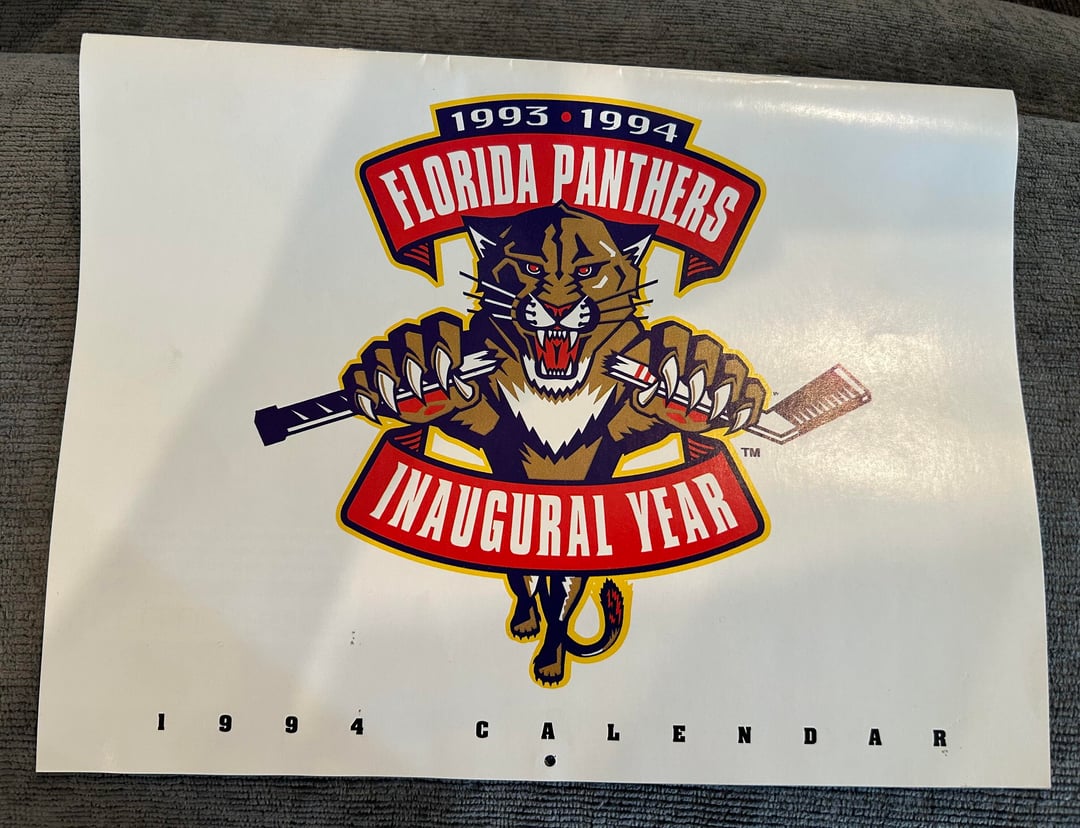 1993 • 1994
FLORIDA PANTHERS
TM
INAUGURAL YEAR
1994 CALENDAR